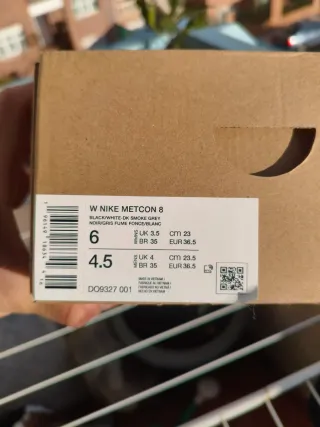 W NIKE METCON 8
BLACK/WHITE-DK SMOKE GREY
NOIR/GRIS FUME FONCE/BLANC
6 UK 3.5 cm 23
BR 35 EUR 36.5
4.5 UK 4 cm 23.5
BR 35 EUR 36.5
DO9327 001